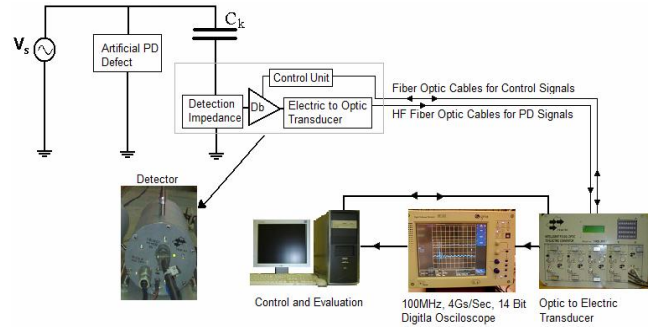 Ck
Vs
Artificial PD
Defect
Control Unit
Detection
Impedance
Db
Electric to Optic
Transducer
Fiber Optic Cables for Control Signals
HF Fiber Optic Cables for PD Signals
Detector
Control and Evaluation
100MHz, 4Gs/Sec, 14 Bit
Digitla Osciloscope
Optic to Electric
Transducer